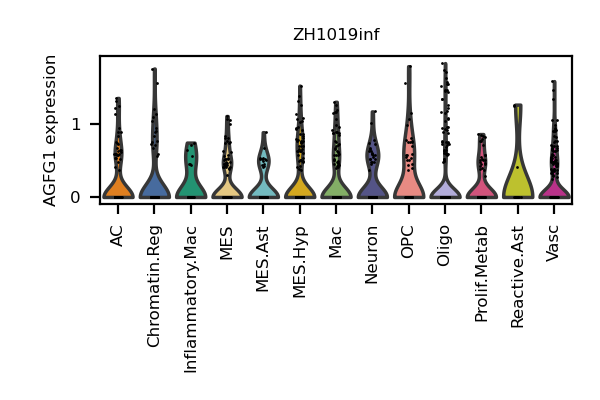 ZH1019inf
AGFG1 expression
1
0
AC
Chromatin.Reg
Inflammatory.Mac
MES
MES.Ast
MES.Hyp
Mac
Neuron
OPC
Oligo
Prolif.Metab
Reactive.Ast
Vasc